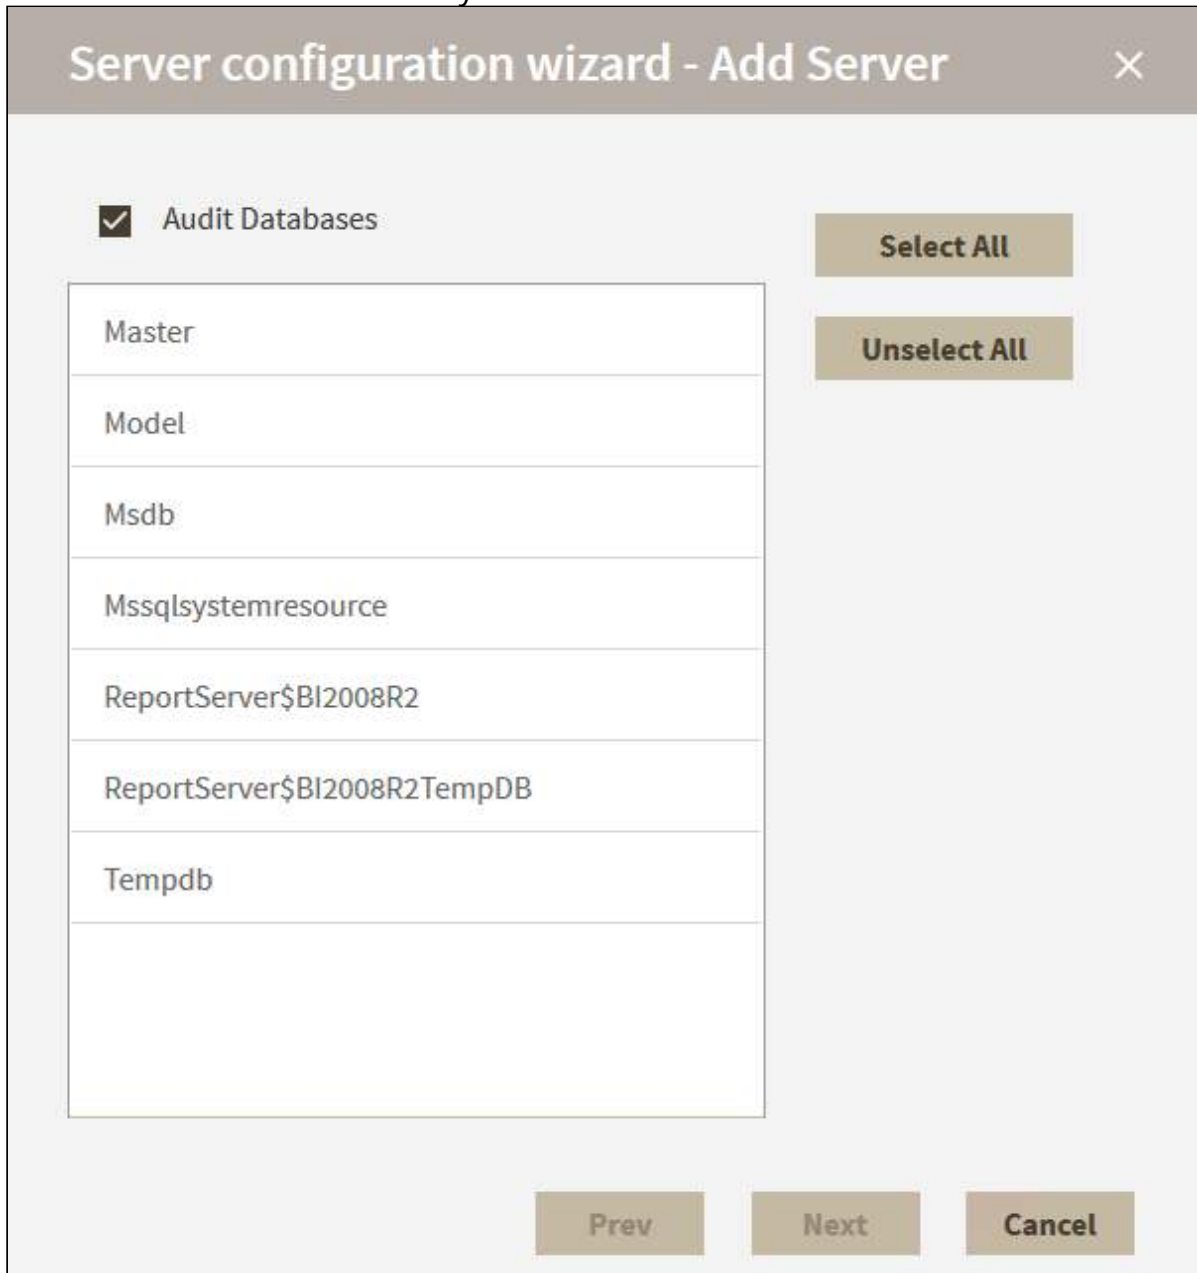 Server configuration wizard - Add Server
Audit Databases
Select All
Unselect All
Master
Model
Msdb
Mssqlsystemresource
ReportServer$BI2008R2
ReportServer$BI2008R2TempDB
Tempdb
Prev
Next
Cancel